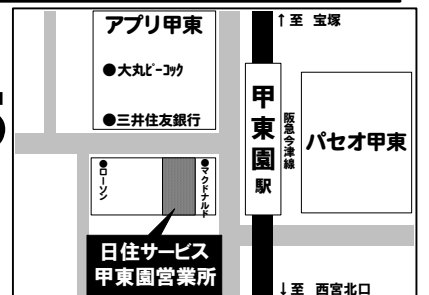 アプリ甲東
●大丸ピーコック
●三井住友銀行
↑至 宝塚
甲東園駅
阪急今津線
パセオ甲東
●ローソン
●マクドナルド
日住サービス
甲東園営業所
↓至 西宮北口